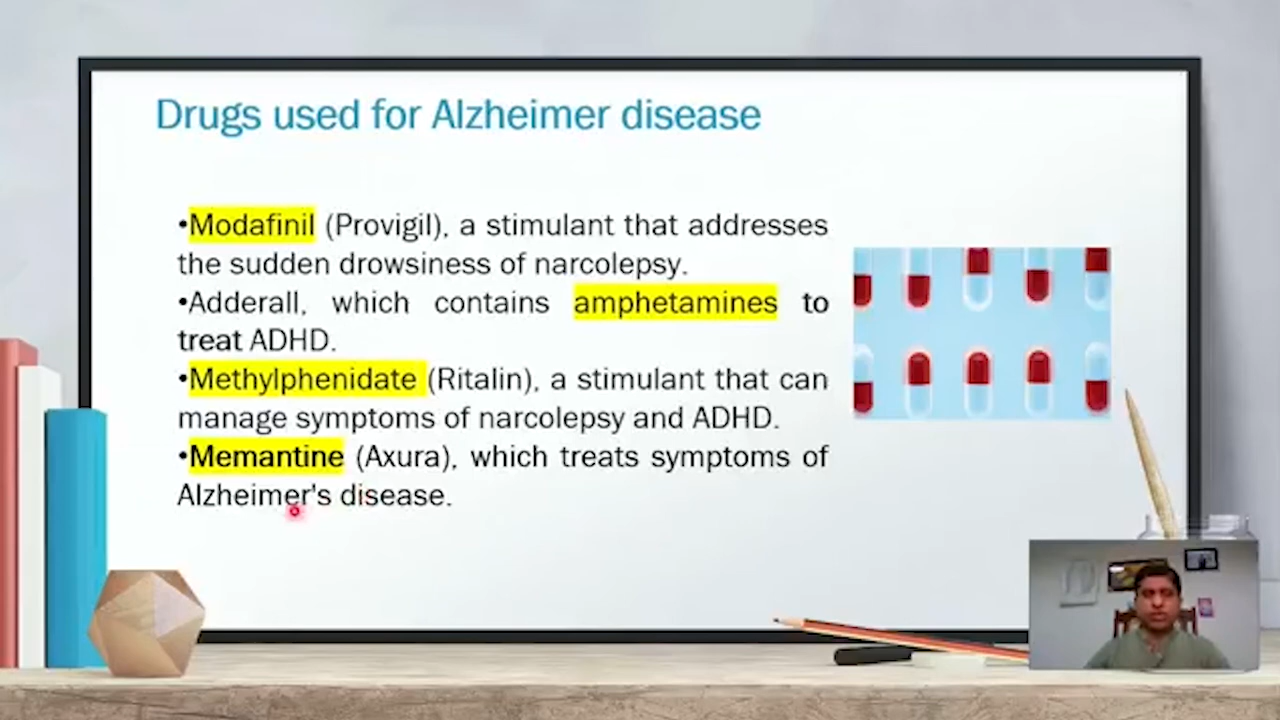 Drugs used for Alzheimer disease
•Modafinil (Provigil), a stimulant that addresses
the sudden drowsiness of narcolepsy.
•Adderall, which contains amphetamines to
treat ADHD.
•Methylphenidate (Ritalin), a stimulant that can
manage symptoms of narcolepsy and ADHD.
•Memantine (Axura), which treats symptoms of
Alzheimer's disease.